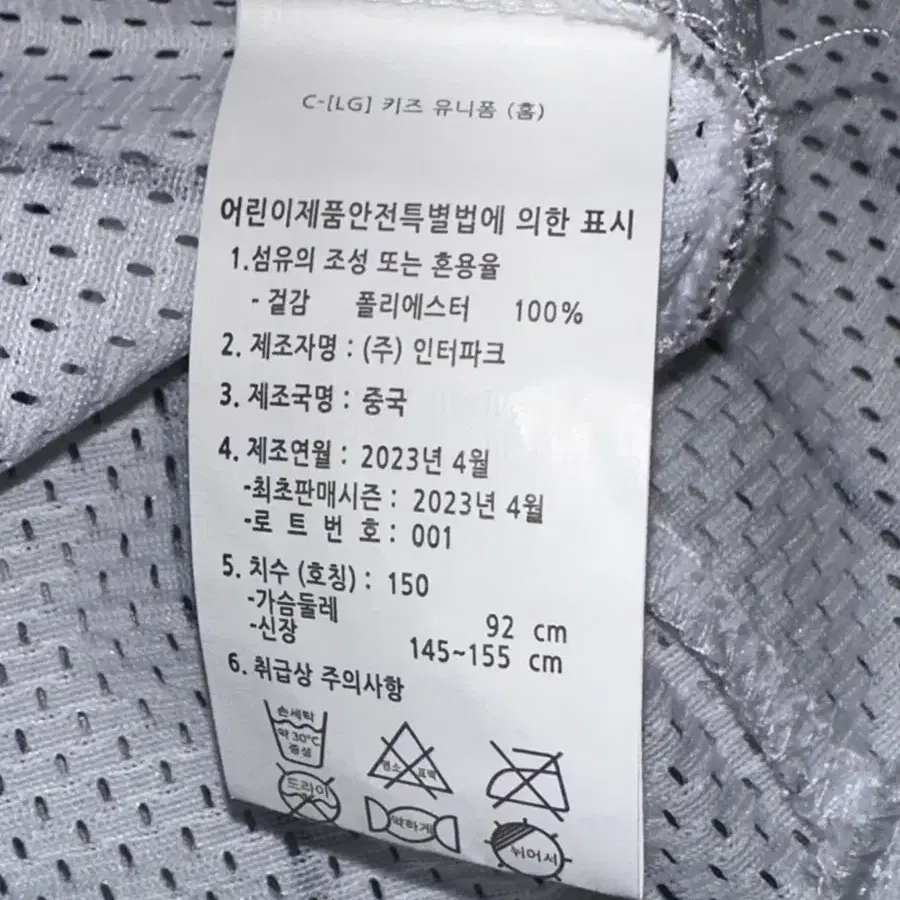 C-[LG] 키즈 유니폼 (홈)
어린이제품안전특별법에 의한 표시
1.섬유의 조성 또는 혼용율
- 겉감 폴리에스터 100%
2. 제조자명 : (주) 인터파크
3. 제조국명 : 중국
4. 제조연월 : 2023년 4월
-최초판매시즌 : 2023년 4월
-로 트 번 호 : 001
5. 치수 (호칭) : 150
-가슴둘레 92 cm
-신장 145~155 cm
6. 취급상 주의사항
손세탁
약 30°C
중성
염소 표백
드라이
약하게
뉘어서